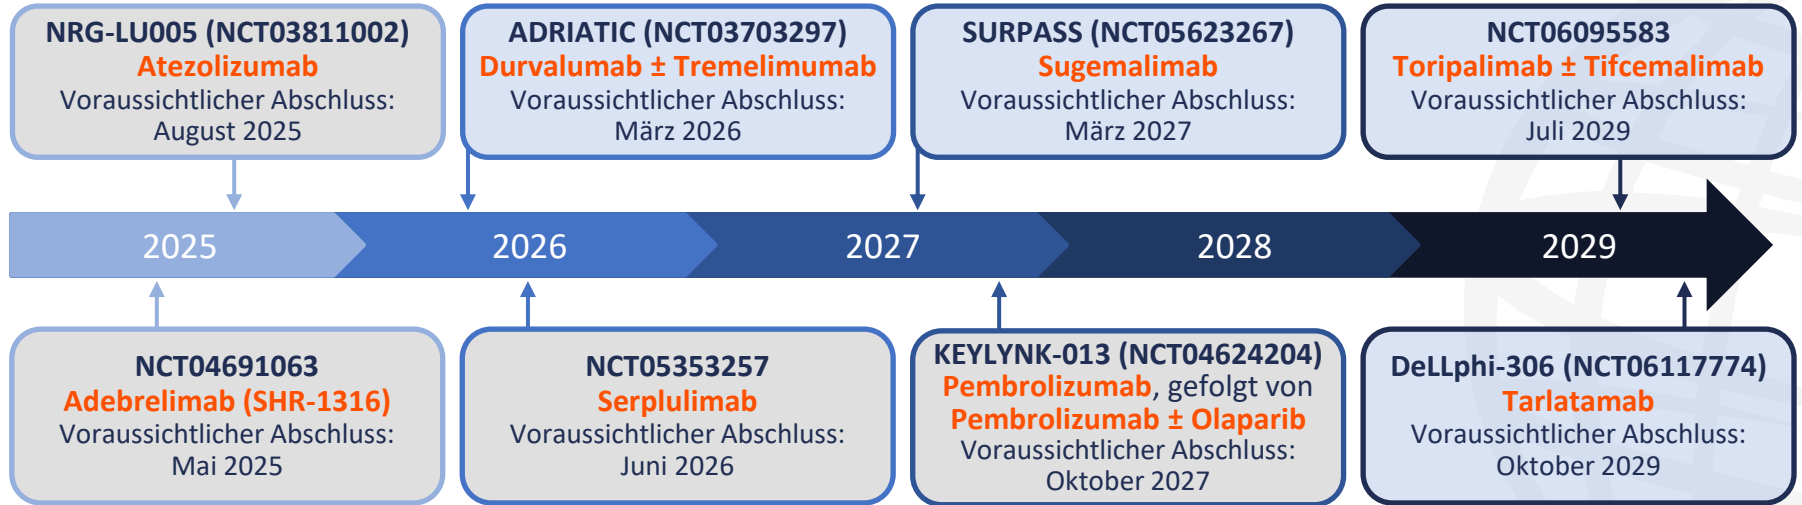 NRG-LU005 (NCT03811002)
Atezolizumab
Voraussichtlicher Abschluss:
August 2025
ADRIATIC (NCT03703297)
Durvalumab ± Tremelimumab
Voraussichtlicher Abschluss:
März 2026
SURPASS (NCT05623267)
Sugemalimab
Voraussichtlicher Abschluss:
März 2027
NCT06095583
Toripalimab ± Tifcemalimab
Voraussichtlicher Abschluss:
Juli 2029
2025
2026
2027
2028
2029
NCT04691063
Adebrelimab (SHR-1316)
Voraussichtlicher Abschluss:
Mai 2025
NCT05353257
Serplulimab
Voraussichtlicher Abschluss:
Juni 2026
KEYLYNK-013 (NCT04624204)
Pembrolizumab, gefolgt von
Pembrolizumab ± Olaparib
Voraussichtlicher Abschluss:
Oktober 2027
DeLLphi-306 (NCT06117774)
Tarlatamab
Voraussichtlicher Abschluss:
Oktober 2029